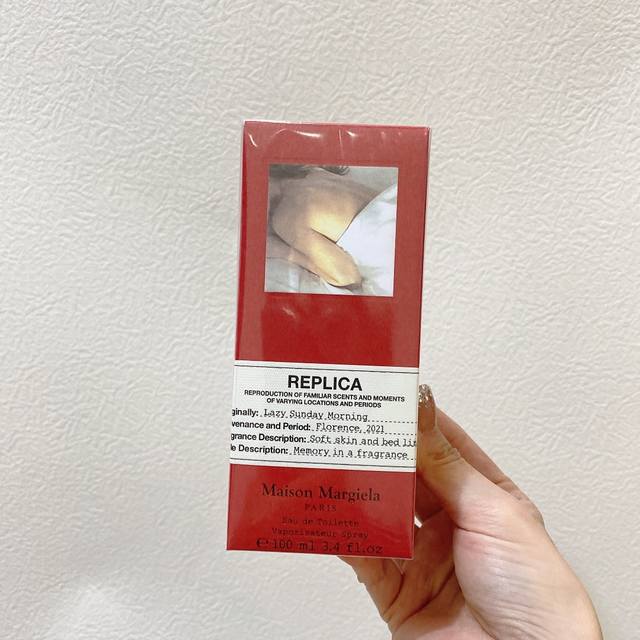 REPLICA
REPRODUCTION OF FAMILIAR SCENTS AND MOMENTS
OF VARYING LOCATIONS AND PERIODS
ginally: Lazy Sunday Morning
venance and Period: Florence, 2021
grance Description: Soft skin and bed lin
le Description: Memory in a fragrance
Maison Margiela
PARIS
Eau de Toilette
Vaporisateur Spray
℮ 100 ml 3.4 fl.oz